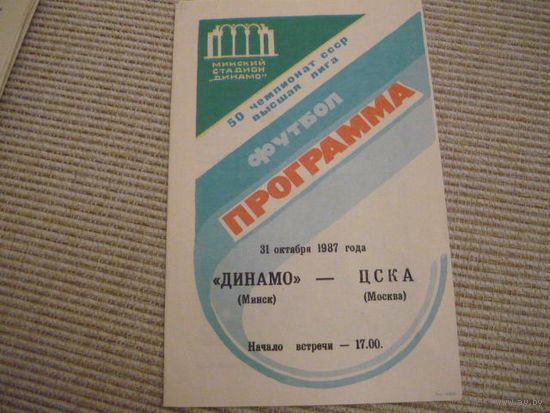 МИНСКИЙ
СТАДИОН
„ДИНАМО"
50 чемпионат ссср
высшая лига
футбол
ПРОГРАММА
31 октября 1987 года
«ДИНАМО» — ЦСКА
(Минск) (Москва)
Начало встречи — 17.00.